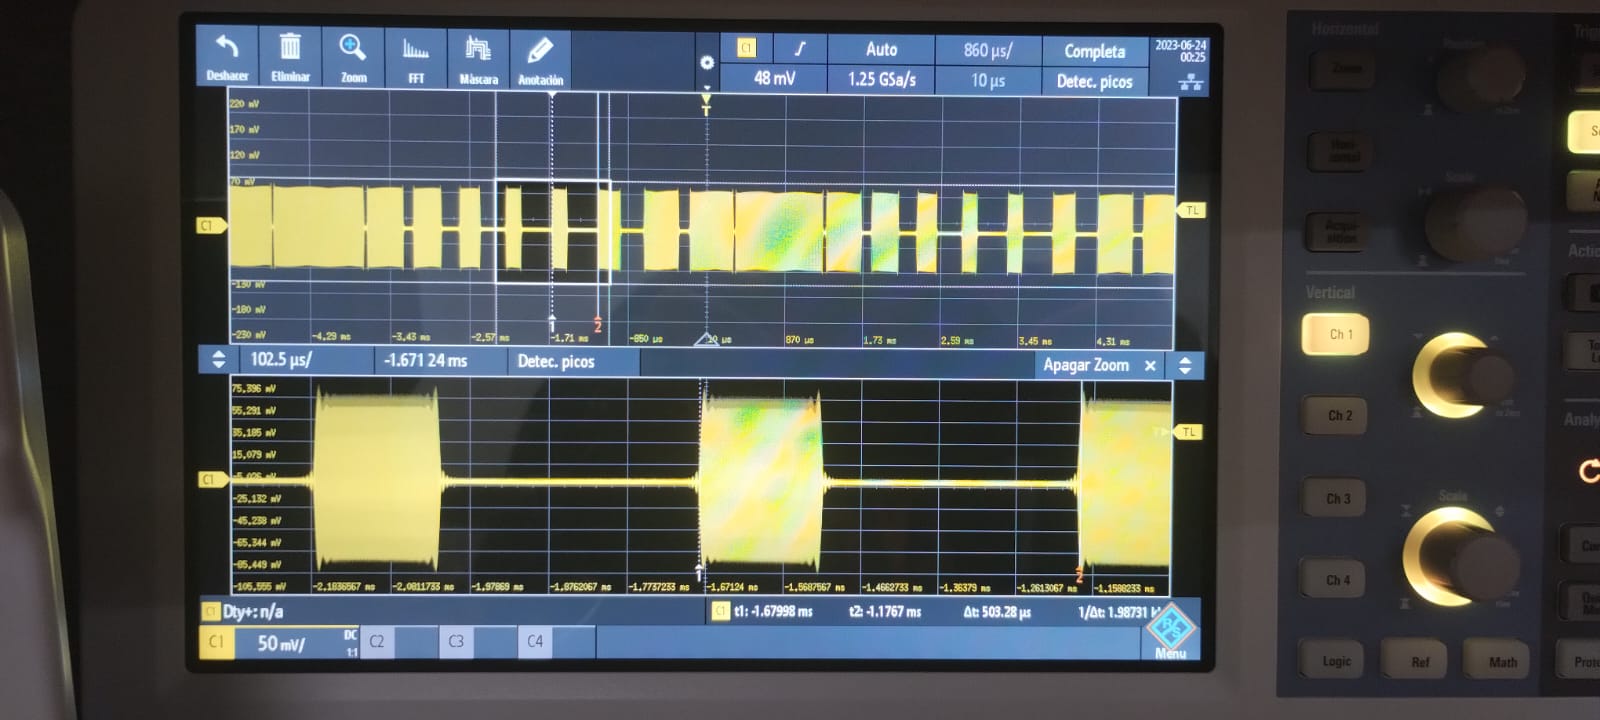 Deshacer Eliminar Zoom FFT Máscara Anotación
C1 Auto 860 µs/ Completa
48 mV 1.25 GSa/s 10 µs Detec. picos
2023-06-24
00:25
T
220 mV
170 mV
120 mV
70 mV
C1
TL
-130 mV
-180 mV
-230 mV
1 2
-4,29 ms -3,43 ms -2,57 ms -1,71 ms -850 µs 10 µs 870 µs 1,73 ms 2,59 ms 3,45 ms 4,31 ms
102.5 µs/ -1.671 24 ms Detec. picos Apagar Zoom ×
75,396 mV
55,291 mV
35,185 mV
TL
15,079 mV
C1
-25,132 mV
-45,238 mV
-65,344 mV
-85,449 mV
1 2
-105,555 mV -2,1836567 ms -2,0811733 ms -1,97869 ms -1,8762067 ms -1,7737233 ms -1,67124 ms -1,5687567 ms -1,4662733 ms -1,36379 ms -1,2613067 ms -1,1588233 ms
C1 Dty+: n/a
C1 t1: -1.67998 ms t2: -1.1767 ms Δt: 503.28 µs 1/Δt: 1.98731
C1 50 mV/ DC 1:1 C2 C3 C4
R&S
Menu
Horizontal
Zoom
Vertical
Ch 1
Ch 2
Ch 3
Scale
Ch 4
Logic Ref Math